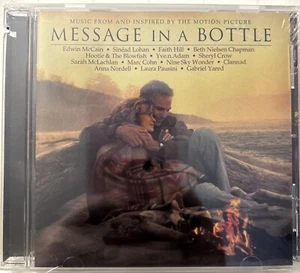 MUSIC FROM AND INSPIRED BY THE MOTION PICTURE
MESSAGE IN A BOTTLE
Edwin McCain • Sinéad Lohan • Faith Hill • Beth Nielsen Chapman
Hootie & The Blowfish • Yve.n.Adam • Sheryl Crow
Sarah McLachlan • Marc Cohn • Nine Sky Wonder • Clannad
Anna Nordell • Laura Pausini • Gabriel Yared